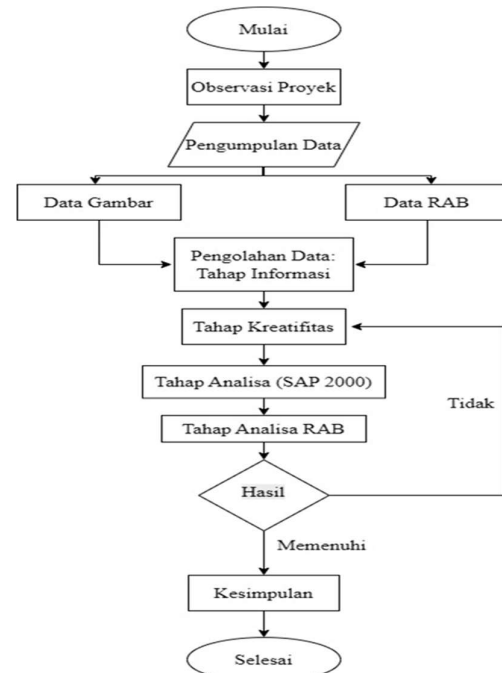 Mulai
Observasi Proyek
Pengumpulan Data
Data Gambar
Data RAB
Pengolahan Data:
Tahap Informasi
Tahap Kreatifitas
Tahap Analisa (SAP 2000)
Tidak
Tahap Analisa RAB
Hasil
Memenuhi
Kesimpulan
Selesai